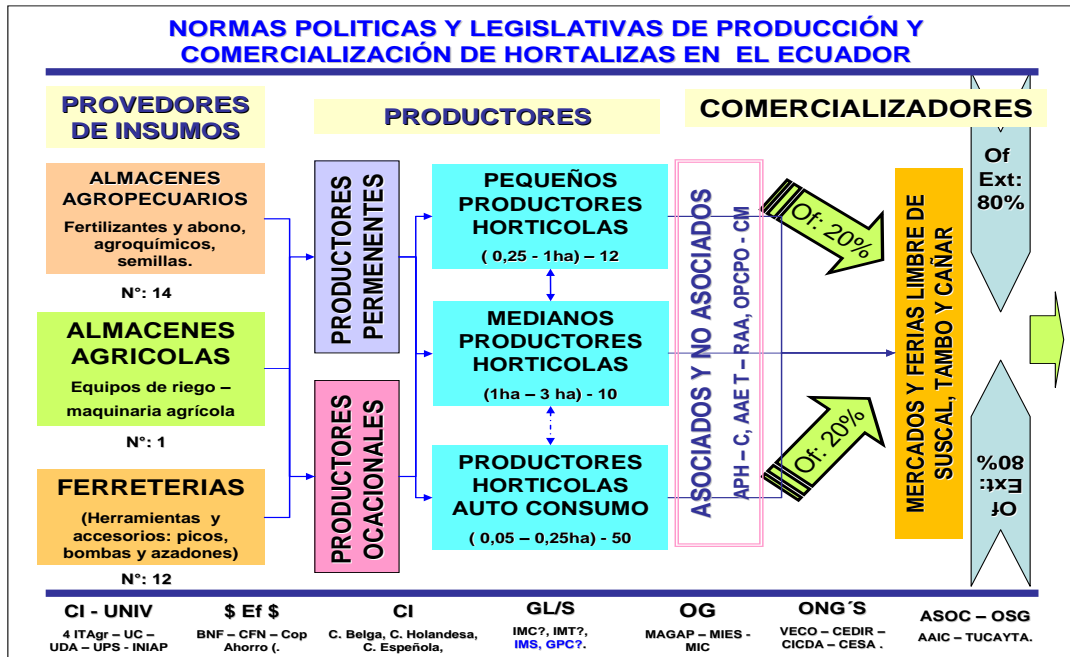 NORMAS POLITICAS Y LEGISLATIVAS DE PRODUCCIÓN Y
COMERCIALIZACIÓN DE HORTALIZAS EN EL ECUADOR
PROVEDORES
DE INSUMOS
PRODUCTORES
COMERCIALIZADORES
ALMACENES
AGROPECUARIOS
Fertilizantes y abono,
agroquímicos,
semillas.
N°: 14
ALMACENES
AGRICOLAS
Equipos de riego –
maquinaria agrícola
N°: 1
FERRETERIAS
(Herramientas y
accesorios: picos,
bombas y azadones)
N°: 12
PRODUCTORES
PERMENENTES
PRODUCTORES
OCACIONALES
PEQUEÑOS
PRODUCTORES
HORTICOLAS
( 0,25 - 1ha) – 12
MEDIANOS
PRODUCTORES
HORTICOLAS
(1ha – 3 ha) - 10
PRODUCTORES
HORTICOLAS
AUTO CONSUMO
( 0,05 – 0,25ha) - 50
ASOCIADOS Y NO ASOCIADOS
APH – C, AAE T – RAA, OPCPO - CM
Of: 20%
Of: 20%
MERCADOS Y FERIAS LIMBRE DE
SUSCAL, TAMBO Y CAÑAR
Of
Ext:
80%
Of
Ext:
80%
CI - UNIV
4 ITAgr – UC –
UDA – UPS - INIAP
$ Ef $
BNF – CFN – Cop
Ahorro (.
CI
C. Belga, C. Holandesa,
C. Española,
GL/S
IMC?, IMT?,
IMS, GPC?.
OG
MAGAP – MIES -
MIC
ONG´S
VECO – CEDIR –
CICDA – CESA .
ASOC – OSG
AAIC – TUCAYTA.